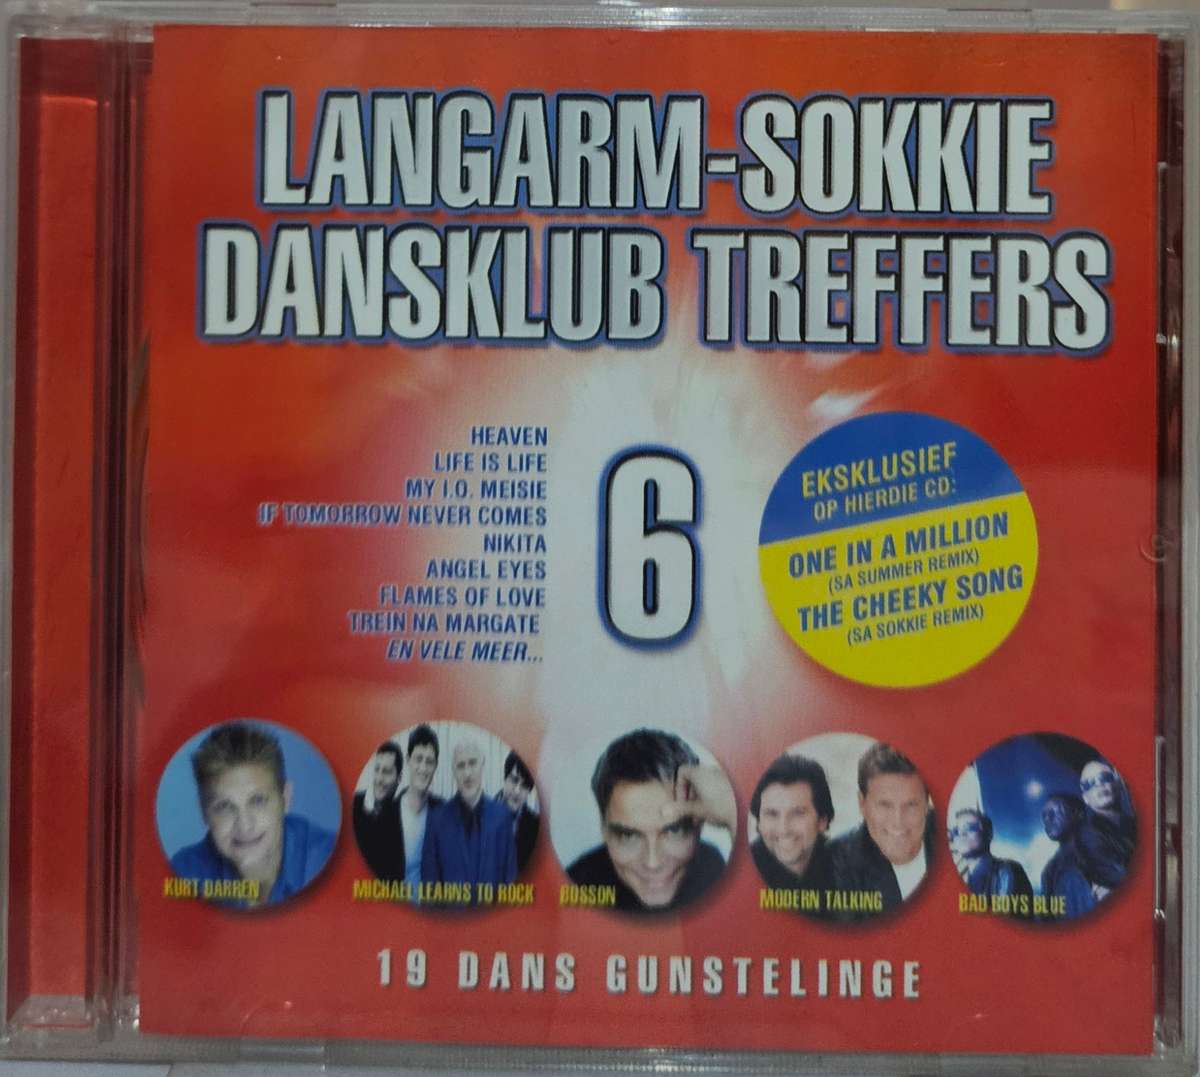 LANGARM-SOKKIE
DANSKLUB TREFFERS
HEAVEN
LIFE IS LIFE
MY I.O. MEISIE
IF TOMORROW NEVER COMES
NIKITA
ANGEL EYES
FLAMES OF LOVE
TREIN NA MARGATE
EN VELE MEER...
6
EKSKLUSIEF
OP HIERDIE CD:
ONE IN A MILLION
(SA SUMMER REMIX)
THE CHEEKY SONG
(SA SOKKIE REMIX)
KURT DARREN
MICHAEL LEARNS TO ROCK
BOSSON
MODERN TALKING
BAD BOYS BLUE
19 DANS GUNSTELINGE